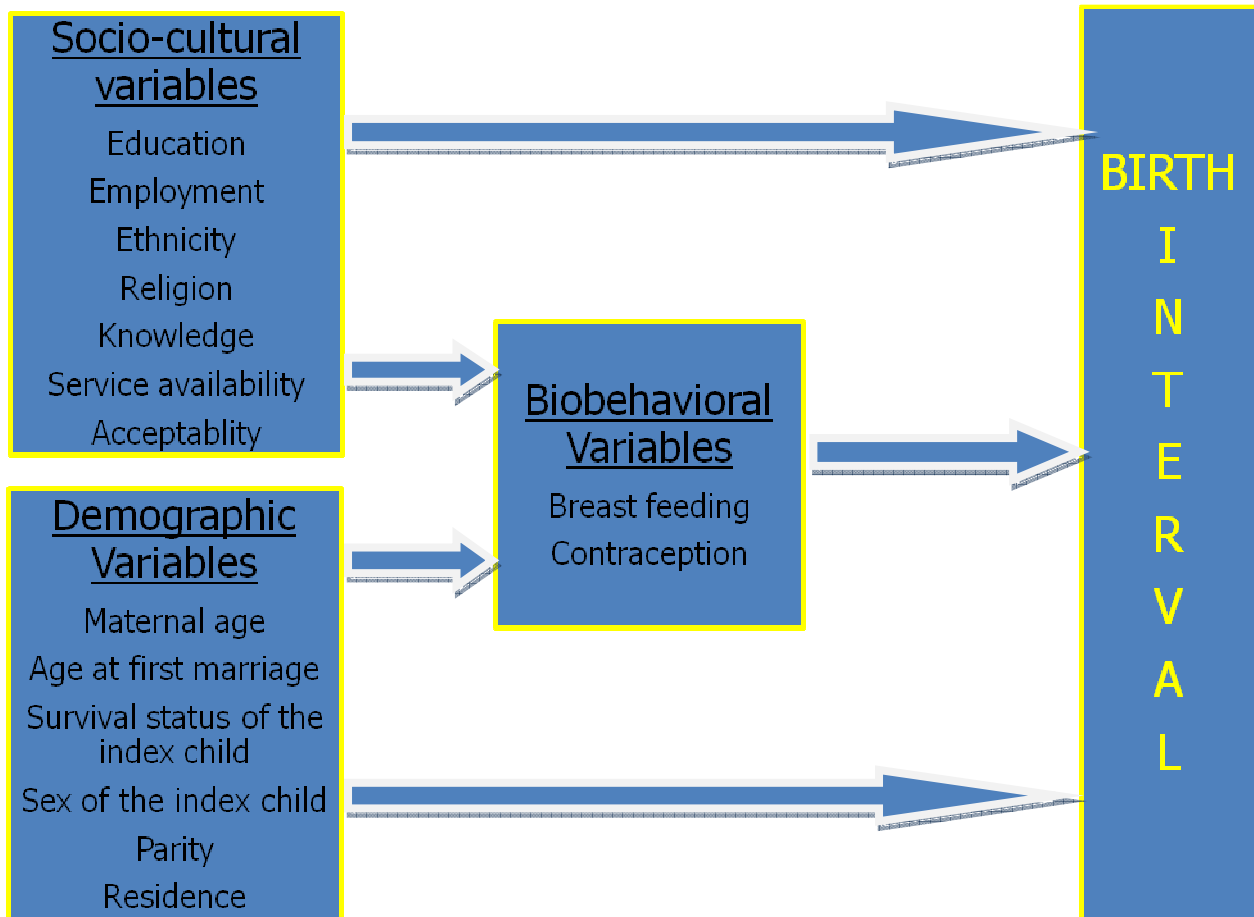 Socio-cultural
variables
Education
Employment
Ethnicity
Religion
Knowledge
Service availability
Acceptablity
Demographic
Variables
Maternal age
Age at first marriage
Survival status of the
index child
Sex of the index child
Parity
Residence
Biobehavioral
Variables
Breast feeding
Contraception
BIRTH
I
N
T
E
R
V
A
L